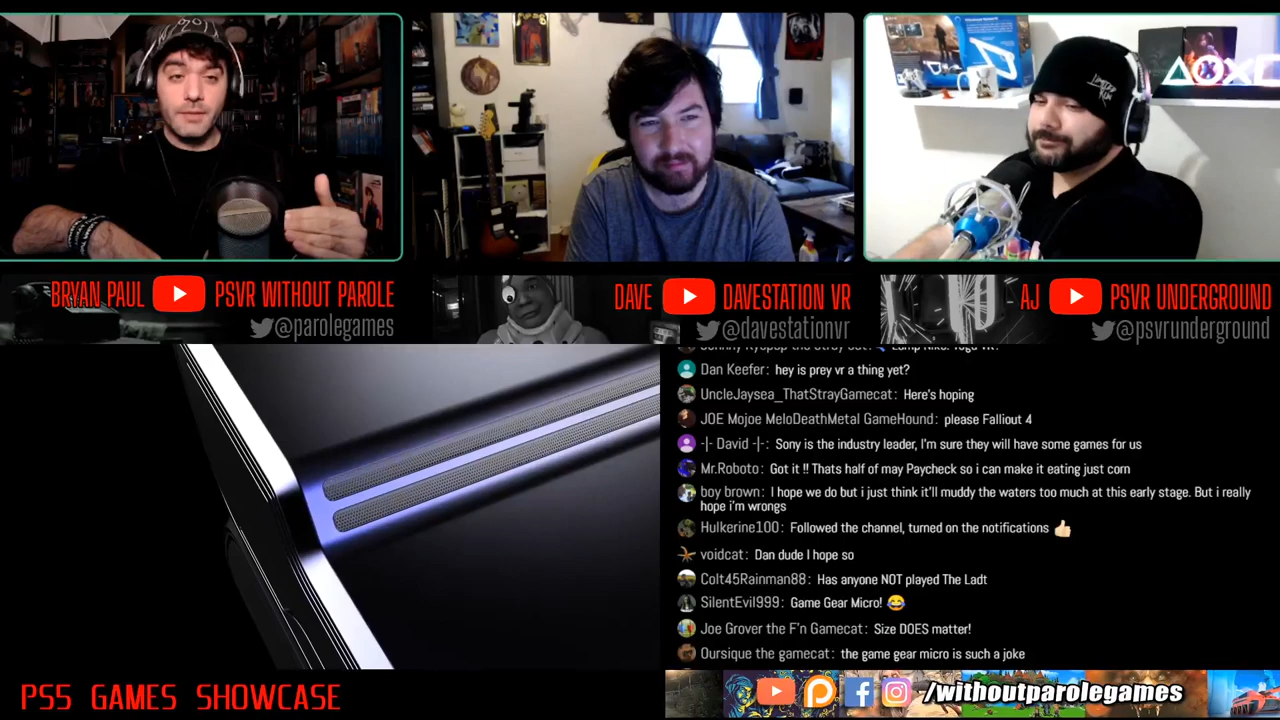 BRYAN PAUL PSVR WITHOUT PAROLE
@parolegames
DAVE DAVESTATION VR
@davestationvr
AJ PSVR UNDERGROUND
@psvrunderground
Dan Keefer: hey is prey vr a thing yet?
UncleJaysea_ThatStrayGamecat: Here's hoping
JOE Mojoe MeloDeathMetal GameHound: please Falliout 4
-|- David -|-: Sony is the industry leader, I'm sure they will have some games for us
Mr.Roboto: Got it !! Thats half of may Paycheck so i can make it eating just corn
boy brown: I hope we do but i just think it'll muddy the waters too much at this early stage. But i really
hope i'm wrongs
Hulkerine100: Followed the channel, turned on the notifications 👍🏻
voidcat: Dan dude I hope so
Colt45Rainman88: Has anyone NOT played The Ladt
SilentEvil999: Game Gear Micro! 😂
Joe Grover the F'n Gamecat: Size DOES matter!
Oursique the gamecat: the game gear micro is such a joke
PS5 GAMES SHOWCASE
/withoutparolegames